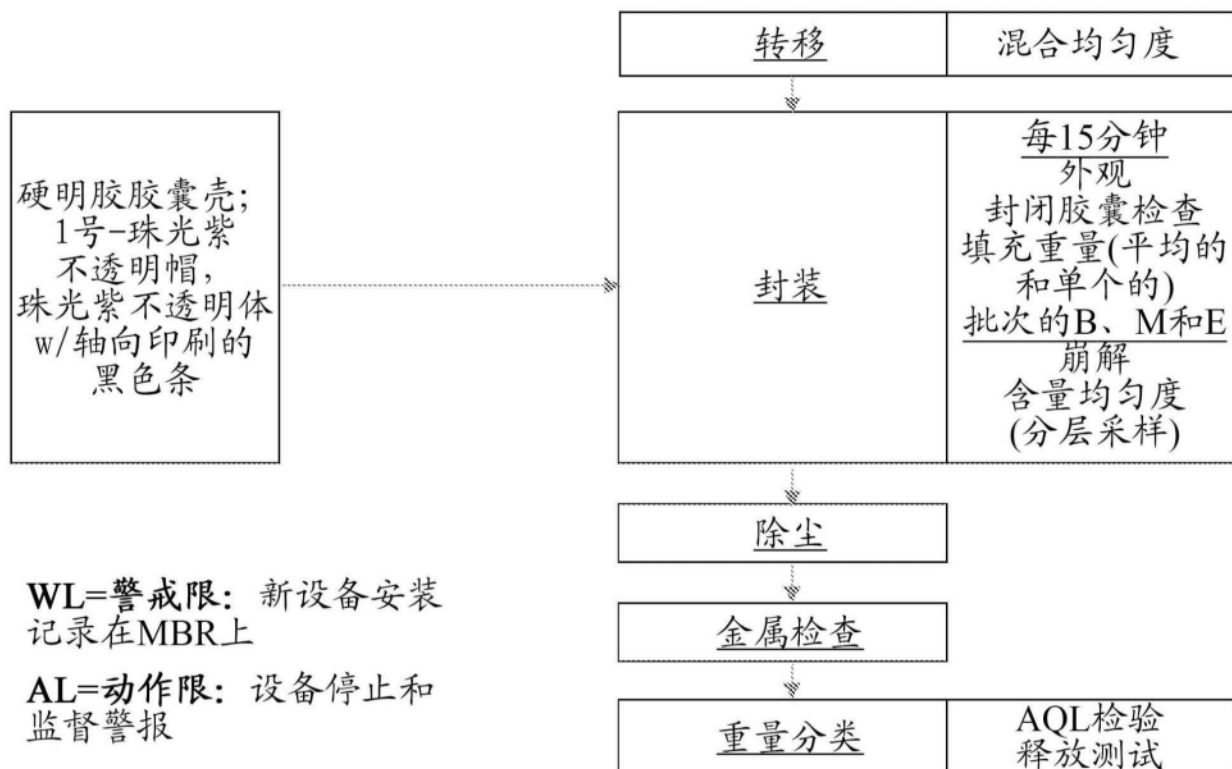 转移
混合均匀度
硬明胶胶囊壳；
1号-珠光紫
不透明帽，
珠光紫不透明体
w/轴向印刷的
黑色条
封装
每15分钟
外观
封闭胶囊检查
填充重量(平均的
和单个的)
批次的B、M和E
崩解
含量均匀度
(分层采样)
除尘
金属检查
重量分类
AQL检验
释放测试
WL=警戒限：新设备安装
记录在MBR上
AL=动作限：设备停止和
监督警报